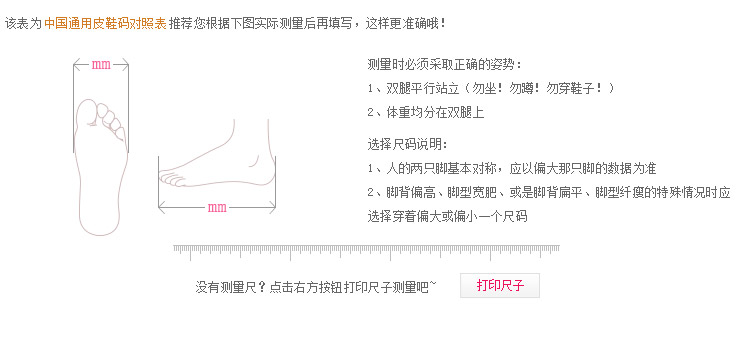 该表为 中国通用皮鞋码对照表 推荐您根据下图实际测量后再填写，这样更准确哦！
mm
mm
测量时必须采取正确的姿势：
1、双腿平行站立（勿坐！勿蹲！勿穿鞋子！）
2、体重均分在双腿上
选择尺码说明：
1、人的两只脚基本对称，应以偏大那只脚的数据为准
2、脚背偏高、脚型宽肥、或是脚背扁平、脚型纤瘦的特殊情况时应
选择穿着偏大或偏小一个尺码
没有测量尺？点击右方按钮打印尺子测量吧~
打印尺子